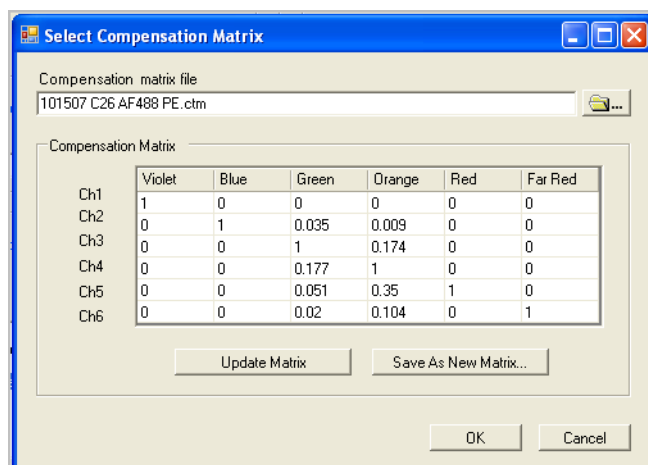 Select Compensation Matrix
Compensation matrix file
101507 C26 AF488 PE.ctm
...
Compensation Matrix
Violet Blue Green Orange Red Far Red
Ch1 1 0 0 0 0 0
Ch2 0 1 0.035 0.009 0 0
Ch3 0 0 1 0.174 0 0
Ch4 0 0 0.177 1 0 0
Ch5 0 0 0.051 0.35 1 0
Ch6 0 0 0.02 0.104 0 1
Update Matrix Save As New Matrix...
OK Cancel